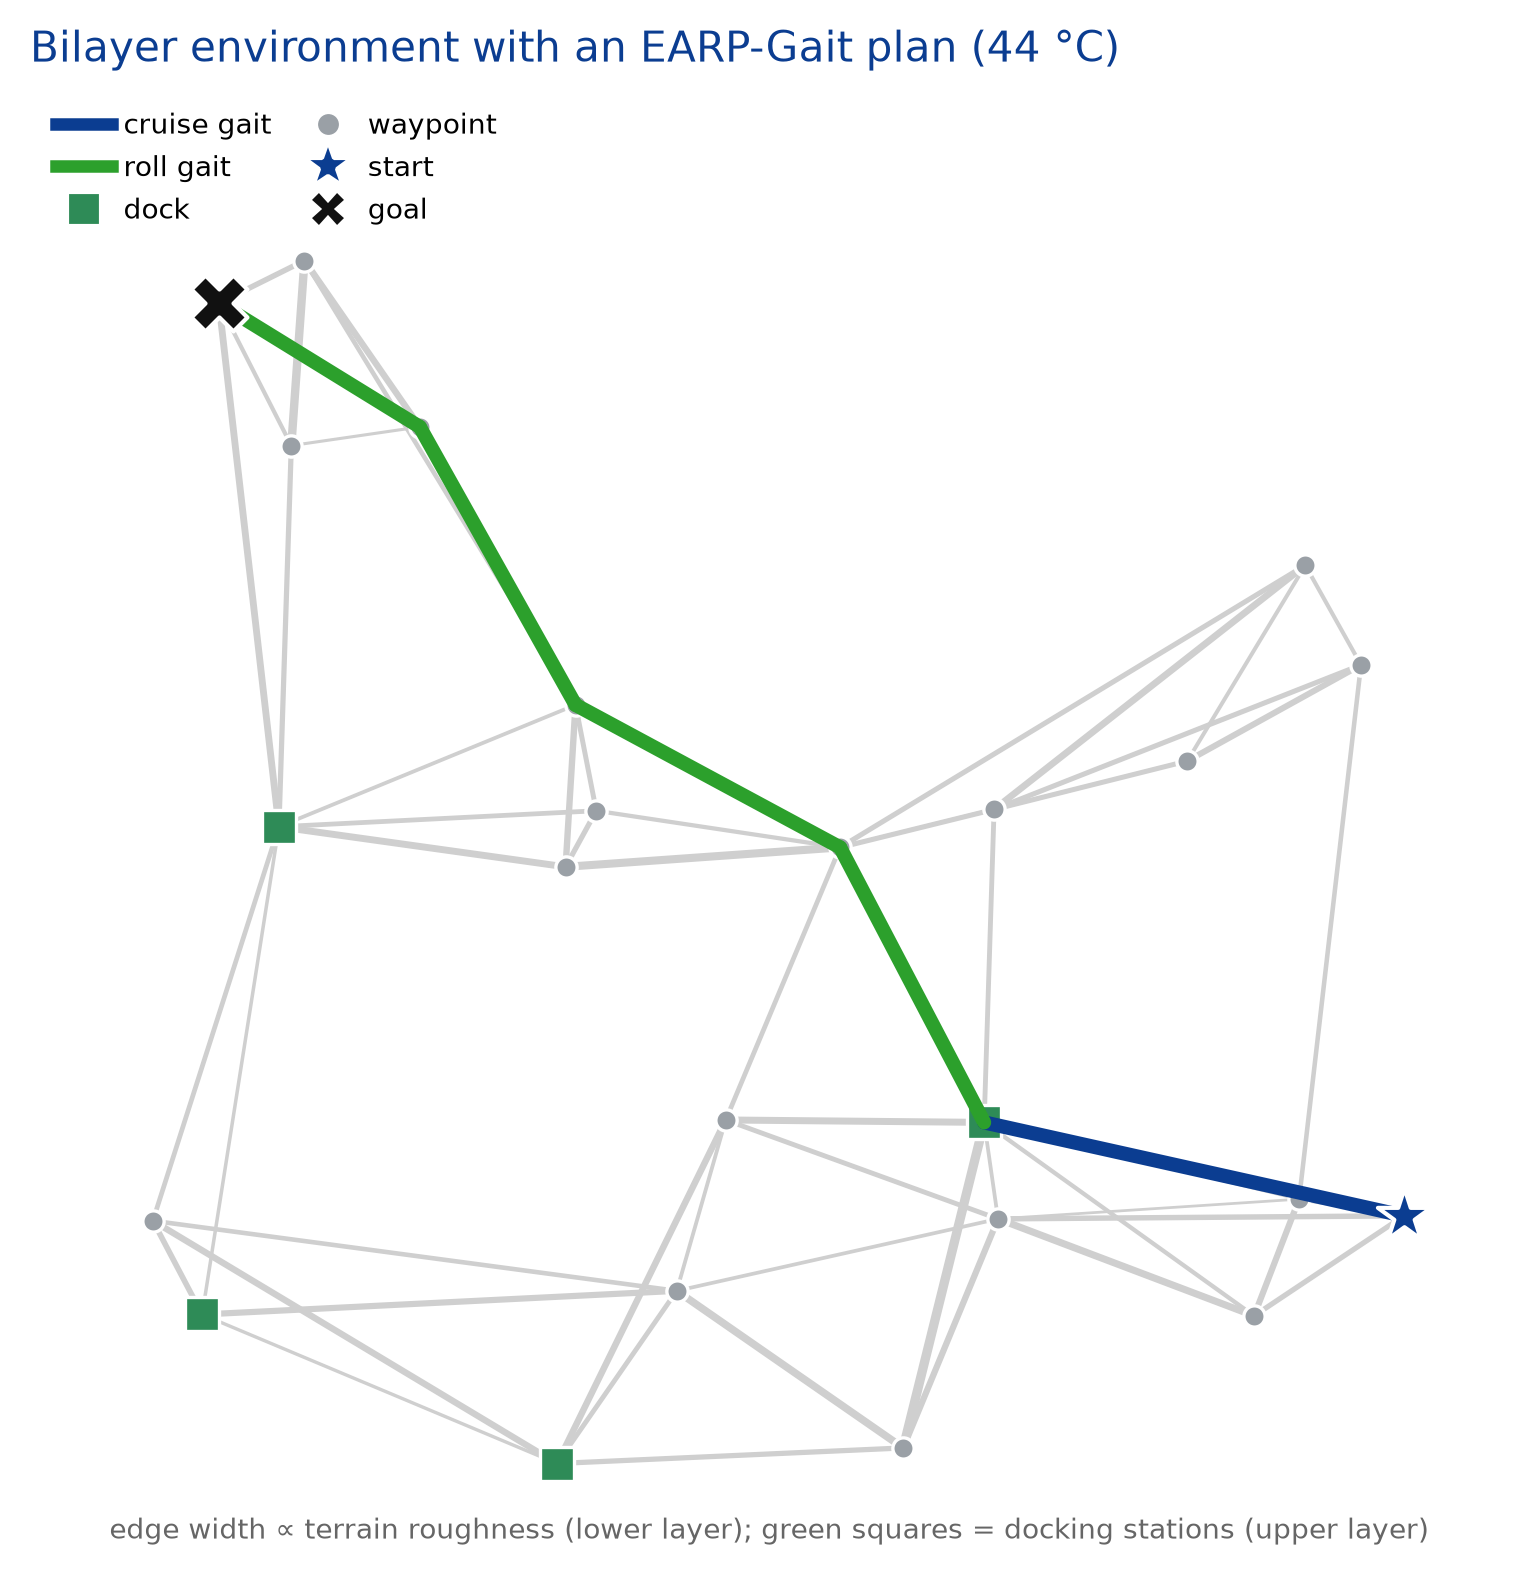 Bilayer environment with an EARP-Gait plan (44 °C)
cruise gait
roll gait
dock
waypoint
start
goal
edge width ∝ terrain roughness (lower layer); green squares = docking stations (upper layer)